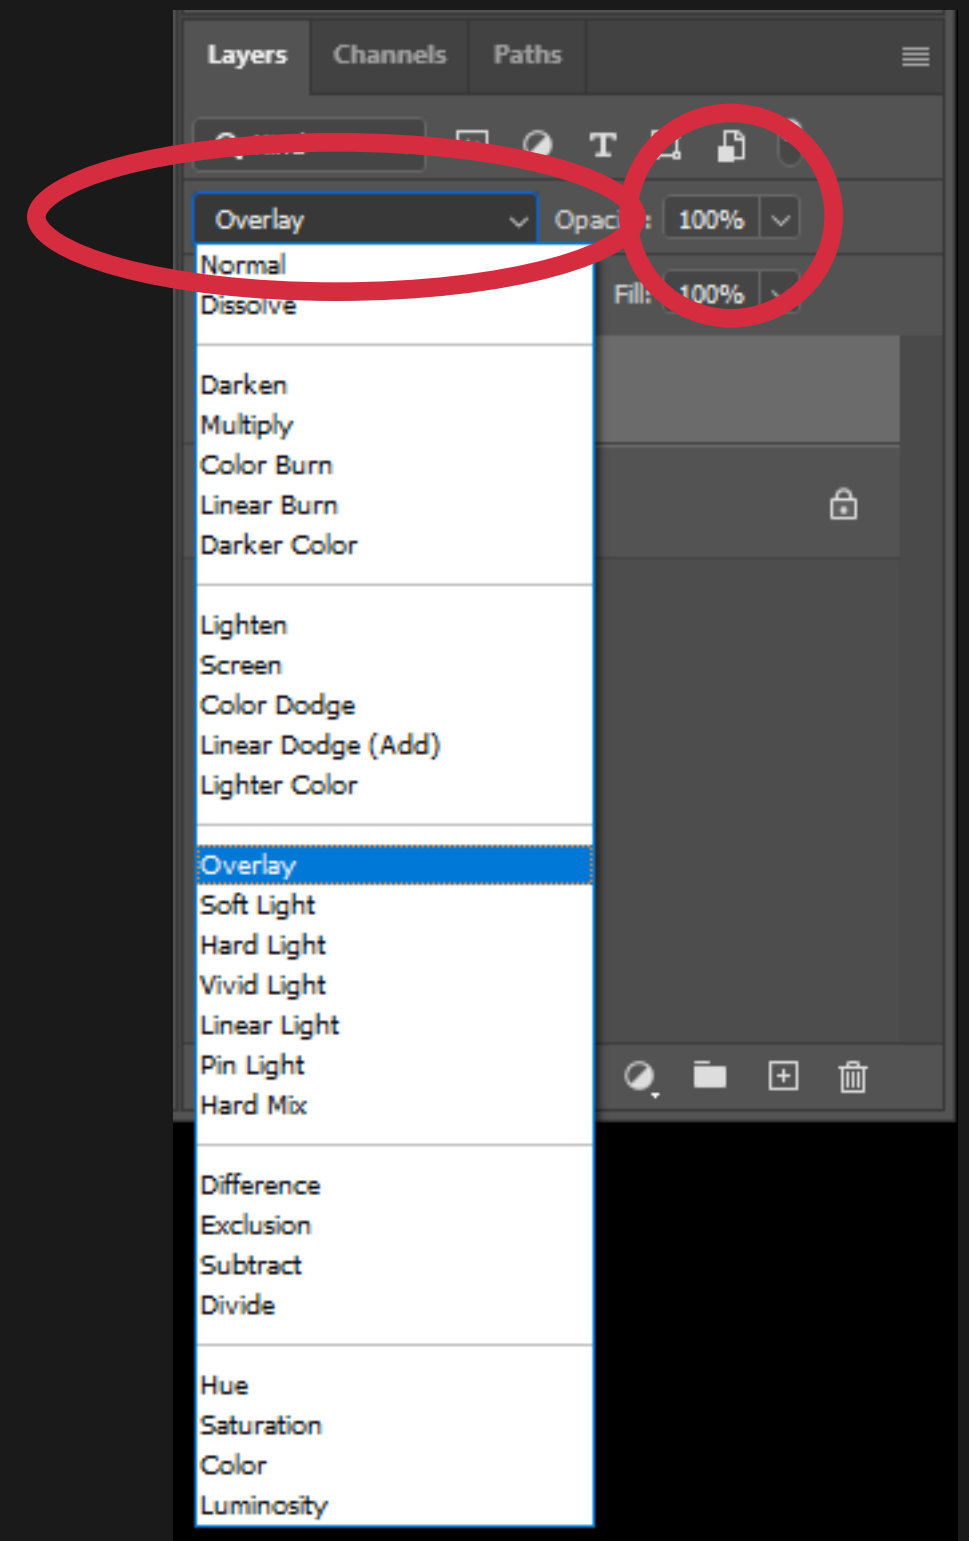 Layers Channels Paths
T
Overlay Opaci : 100%
Fill: 100%
Normal
Dissolve
Darken
Multiply
Color Burn
Linear Burn
Darker Color
Lighten
Screen
Color Dodge
Linear Dodge (Add)
Lighter Color
Overlay
Soft Light
Hard Light
Vivid Light
Linear Light
Pin Light
Hard Mix
Difference
Exclusion
Subtract
Divide
Hue
Saturation
Color
Luminosity